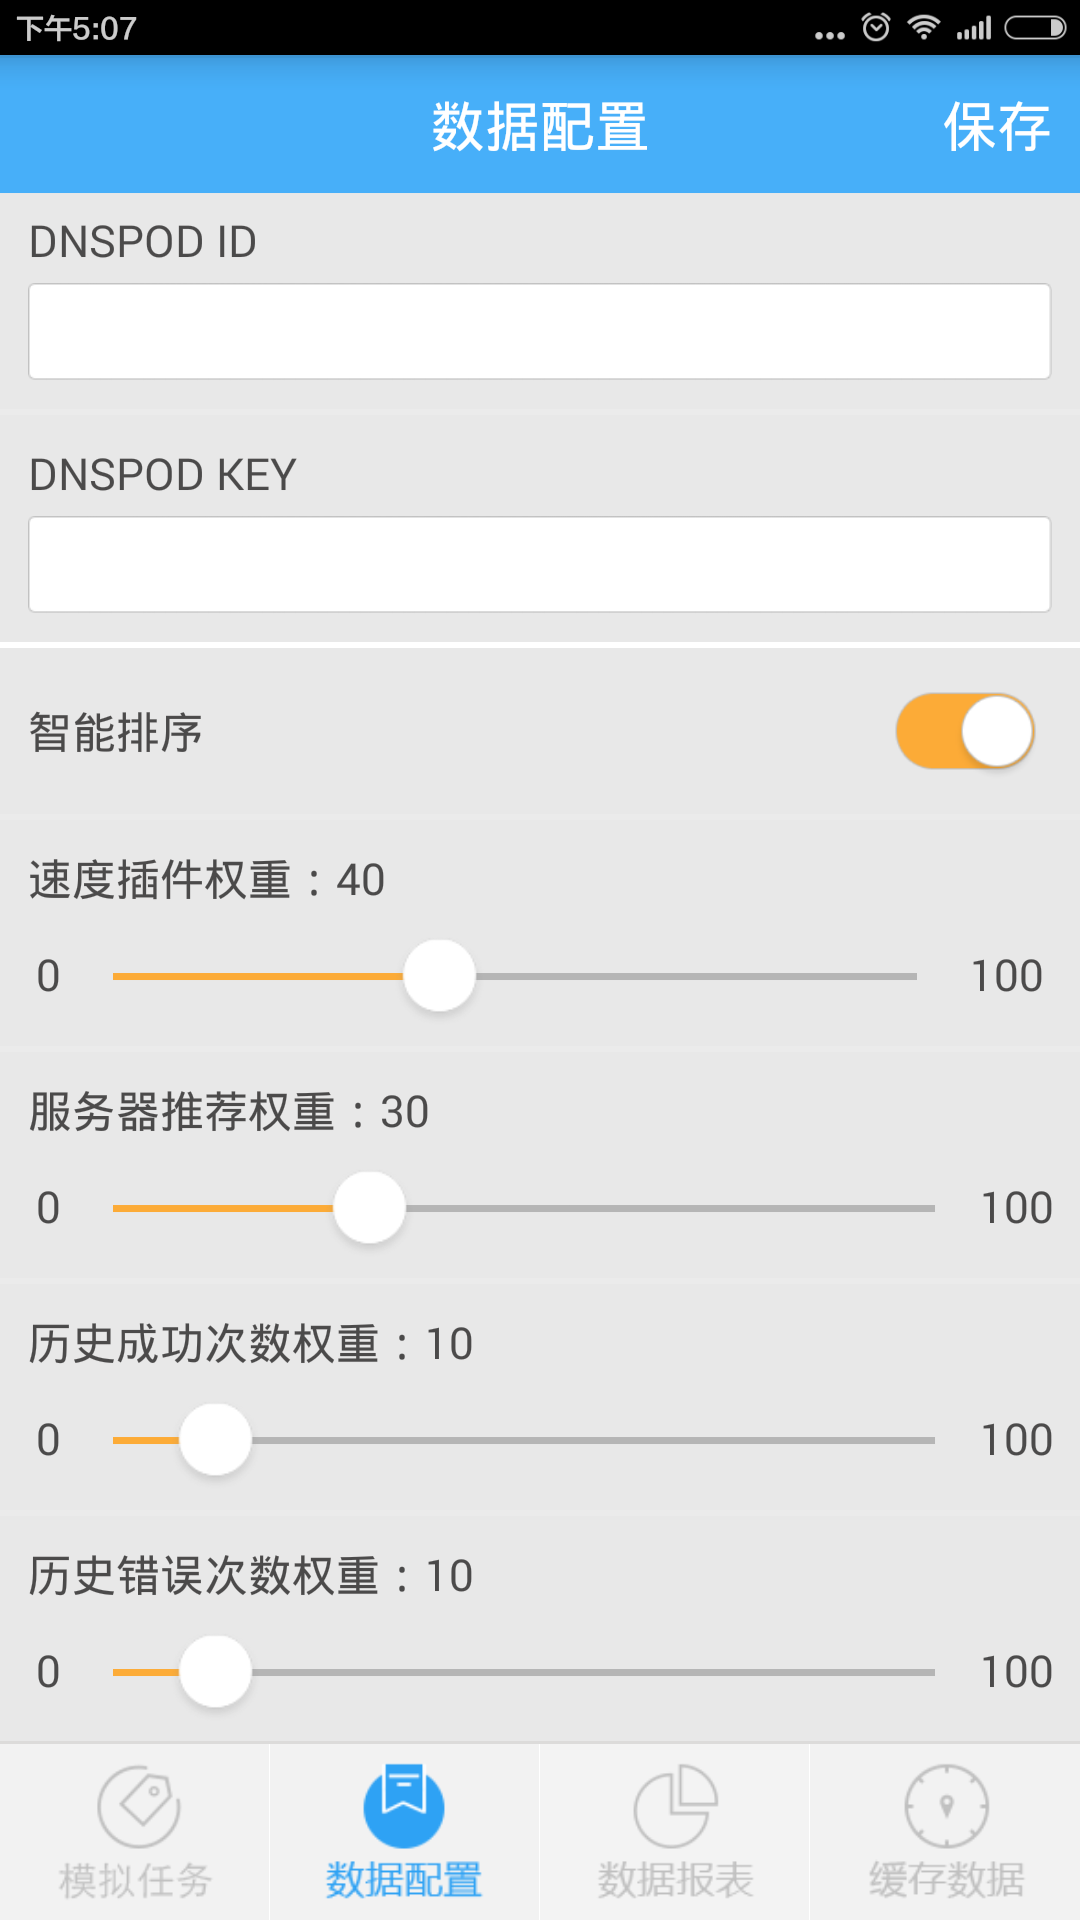 下午5:07
数据配置 保存
DNSPOD ID
DNSPOD KEY
智能排序
速度插件权重：40
0 100
服务器推荐权重：30
0 100
历史成功次数权重：10
0 100
历史错误次数权重：10
0 100
模拟任务 数据配置 数据报表 缓存数据